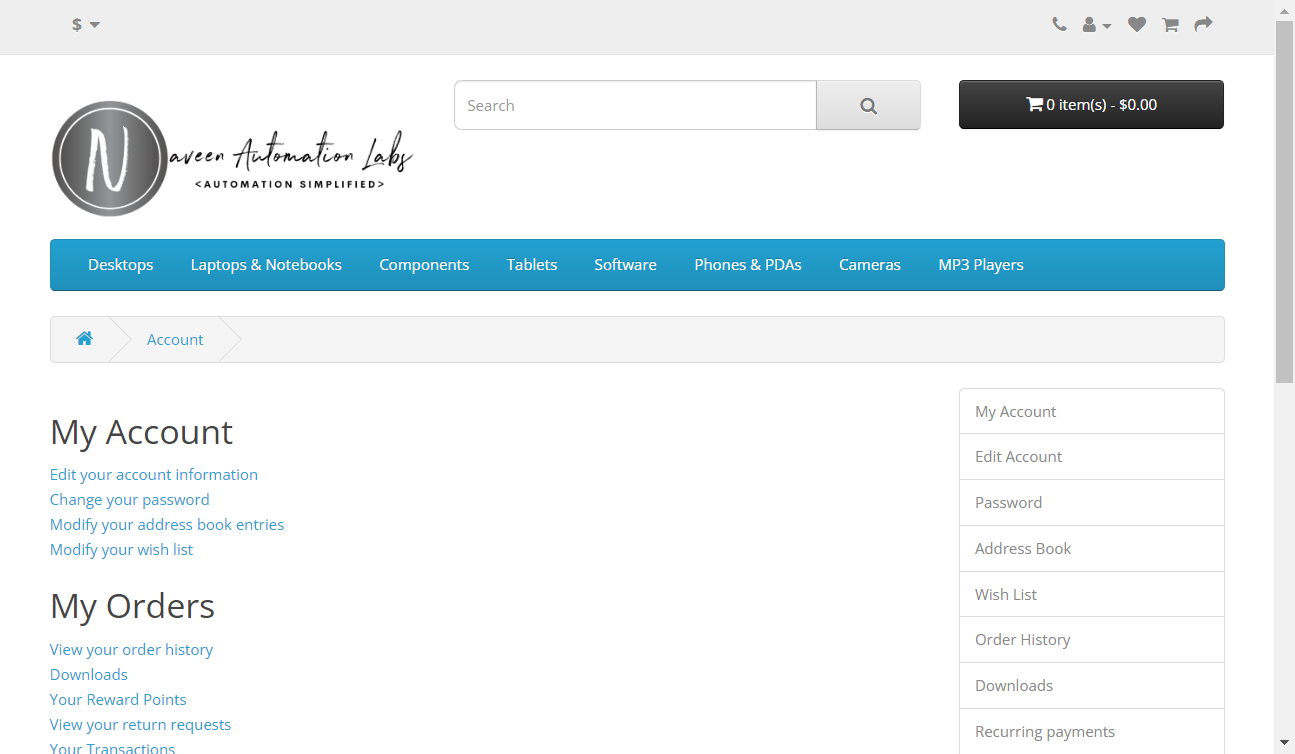 $
Search
0 item(s) - $0.00
Naveen Automation Labs
<AUTOMATION SIMPLIFIED>
Desktops Laptops & Notebooks Components Tablets Software Phones & PDAs Cameras MP3 Players
Account
My Account
Edit your account information
Change your password
Modify your address book entries
Modify your wish list
My Orders
View your order history
Downloads
Your Reward Points
View your return requests
Your Transactions
My Account
Edit Account
Password
Address Book
Wish List
Order History
Downloads
Recurring payments